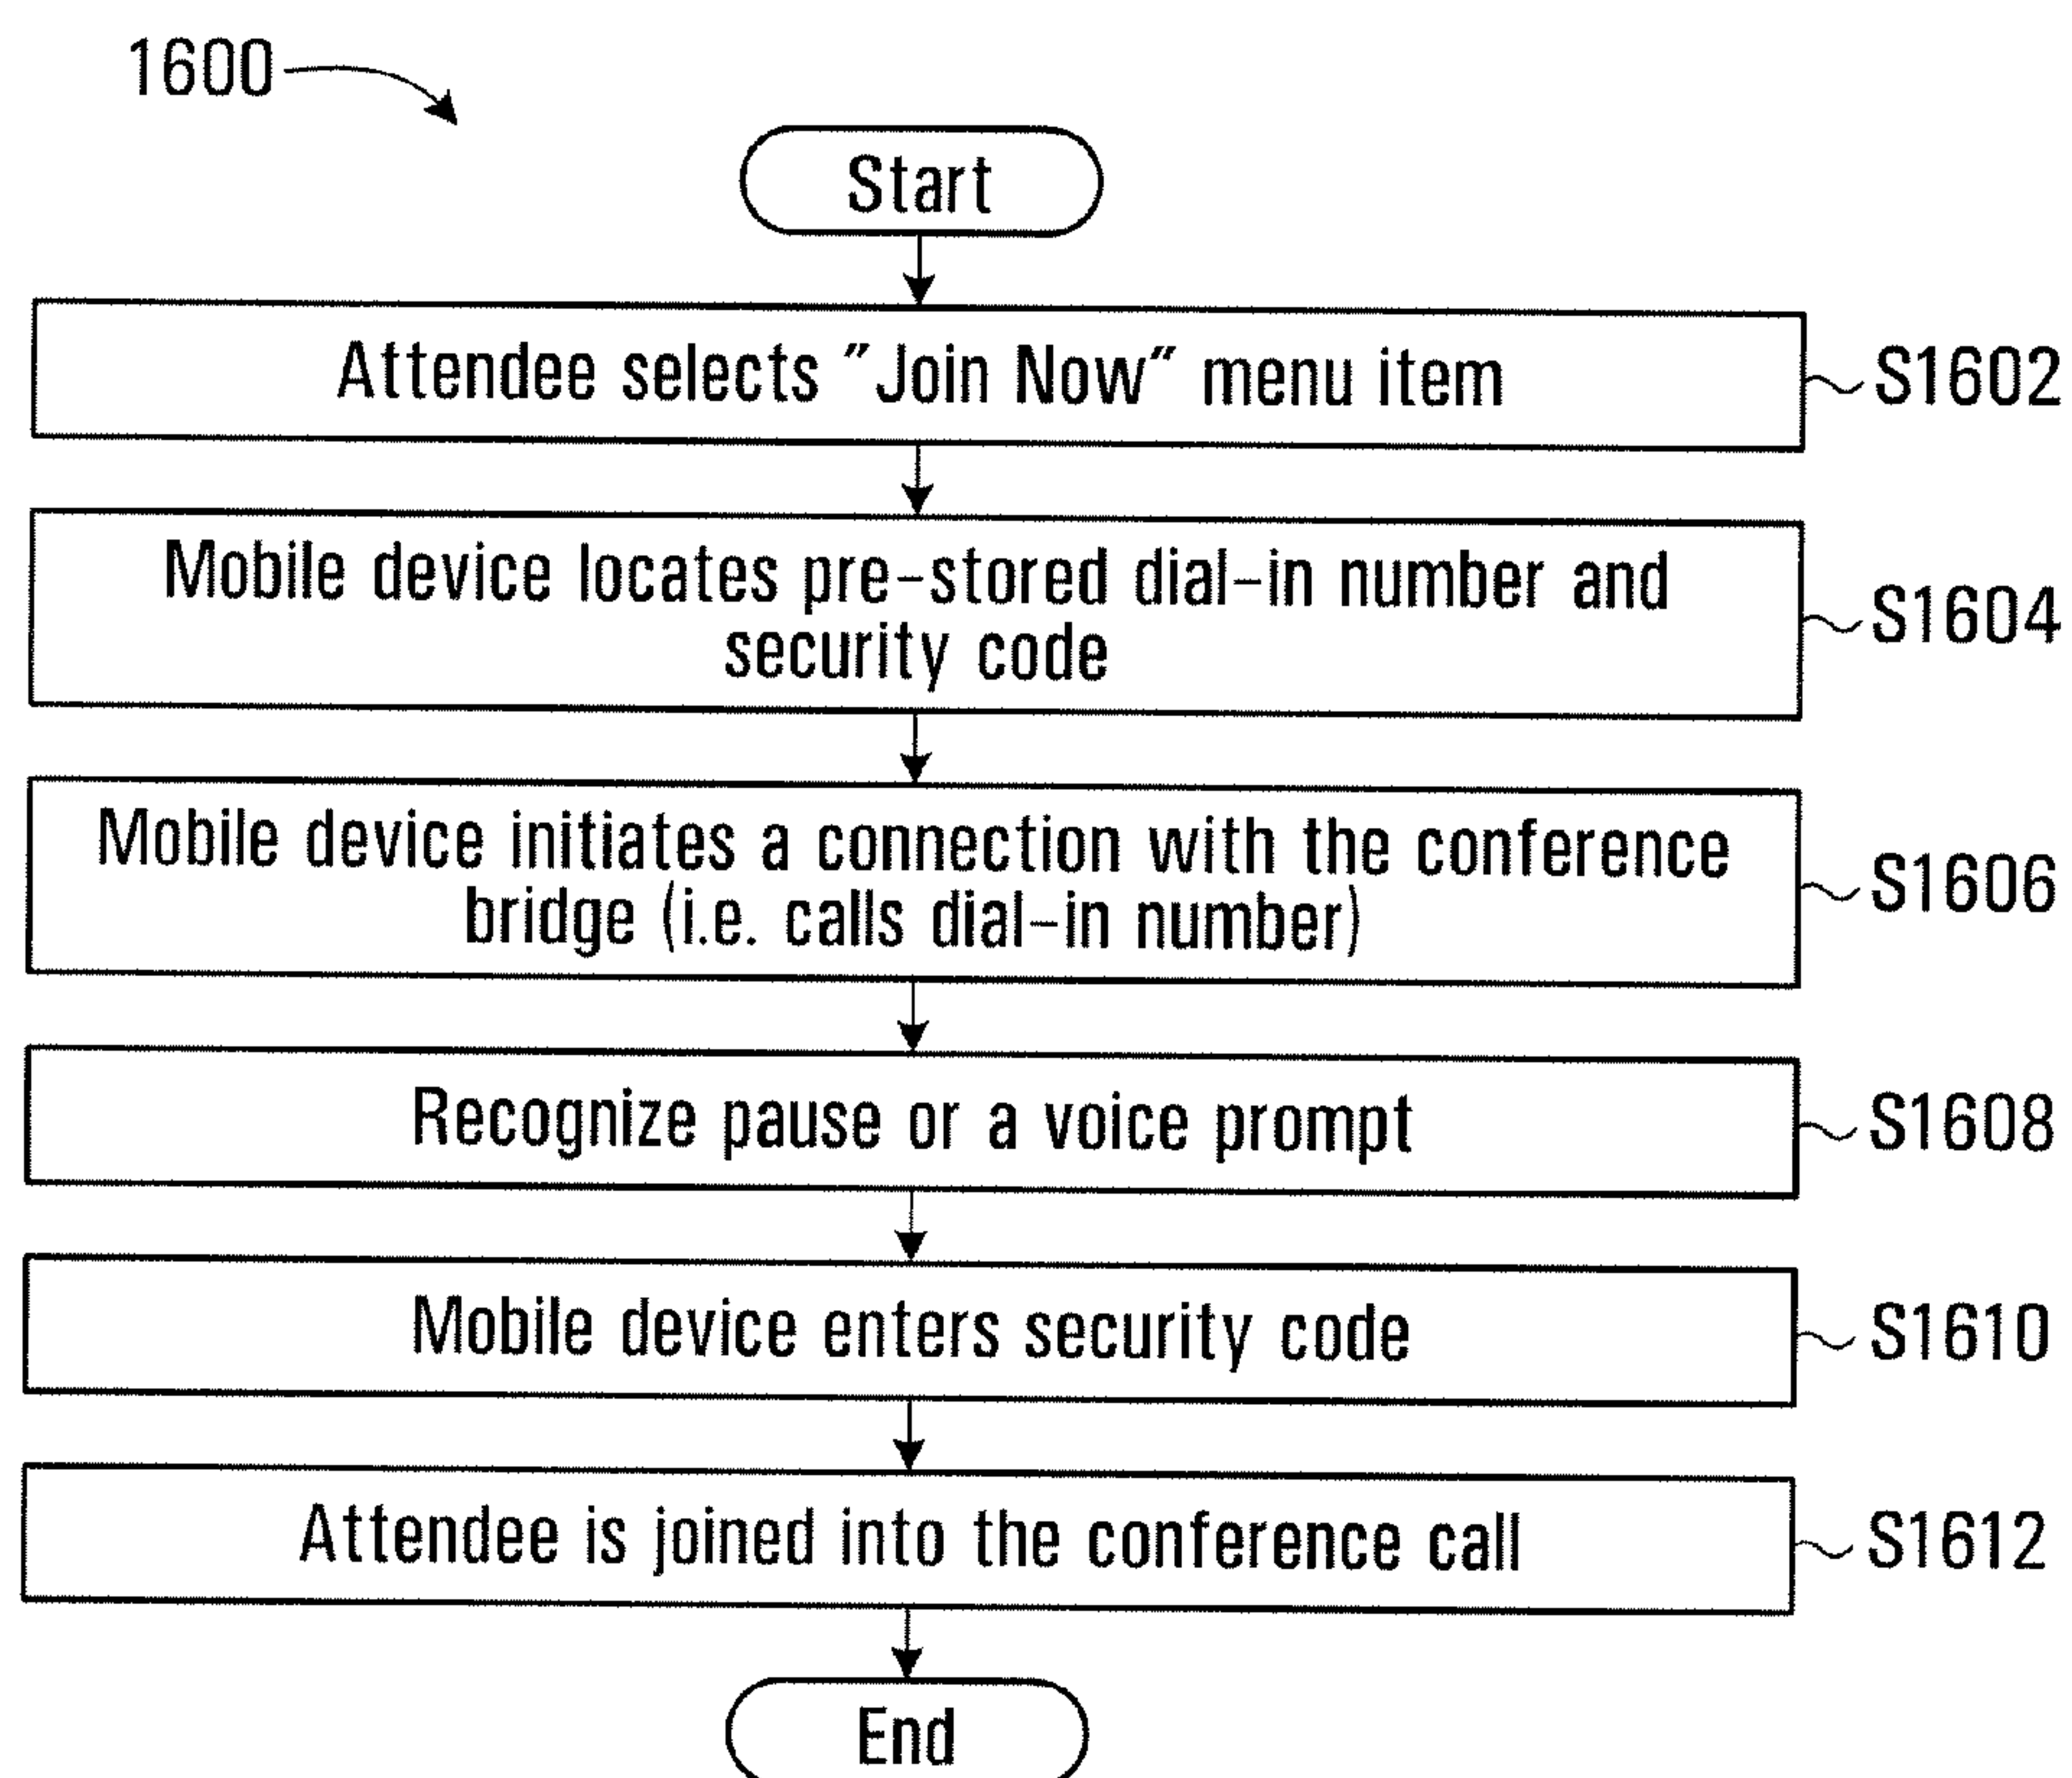 1600
Start
Attendee selects "Join Now" menu item
S1602
Mobile device locates pre-stored dial-in number and
security code
S1604
Mobile device initiates a connection with the conference
bridge (i.e. calls dial-in number)
S1606
Recognize pause or a voice prompt
S1608
Mobile device enters security code
S1610
Attendee is joined into the conference call
S1612
End